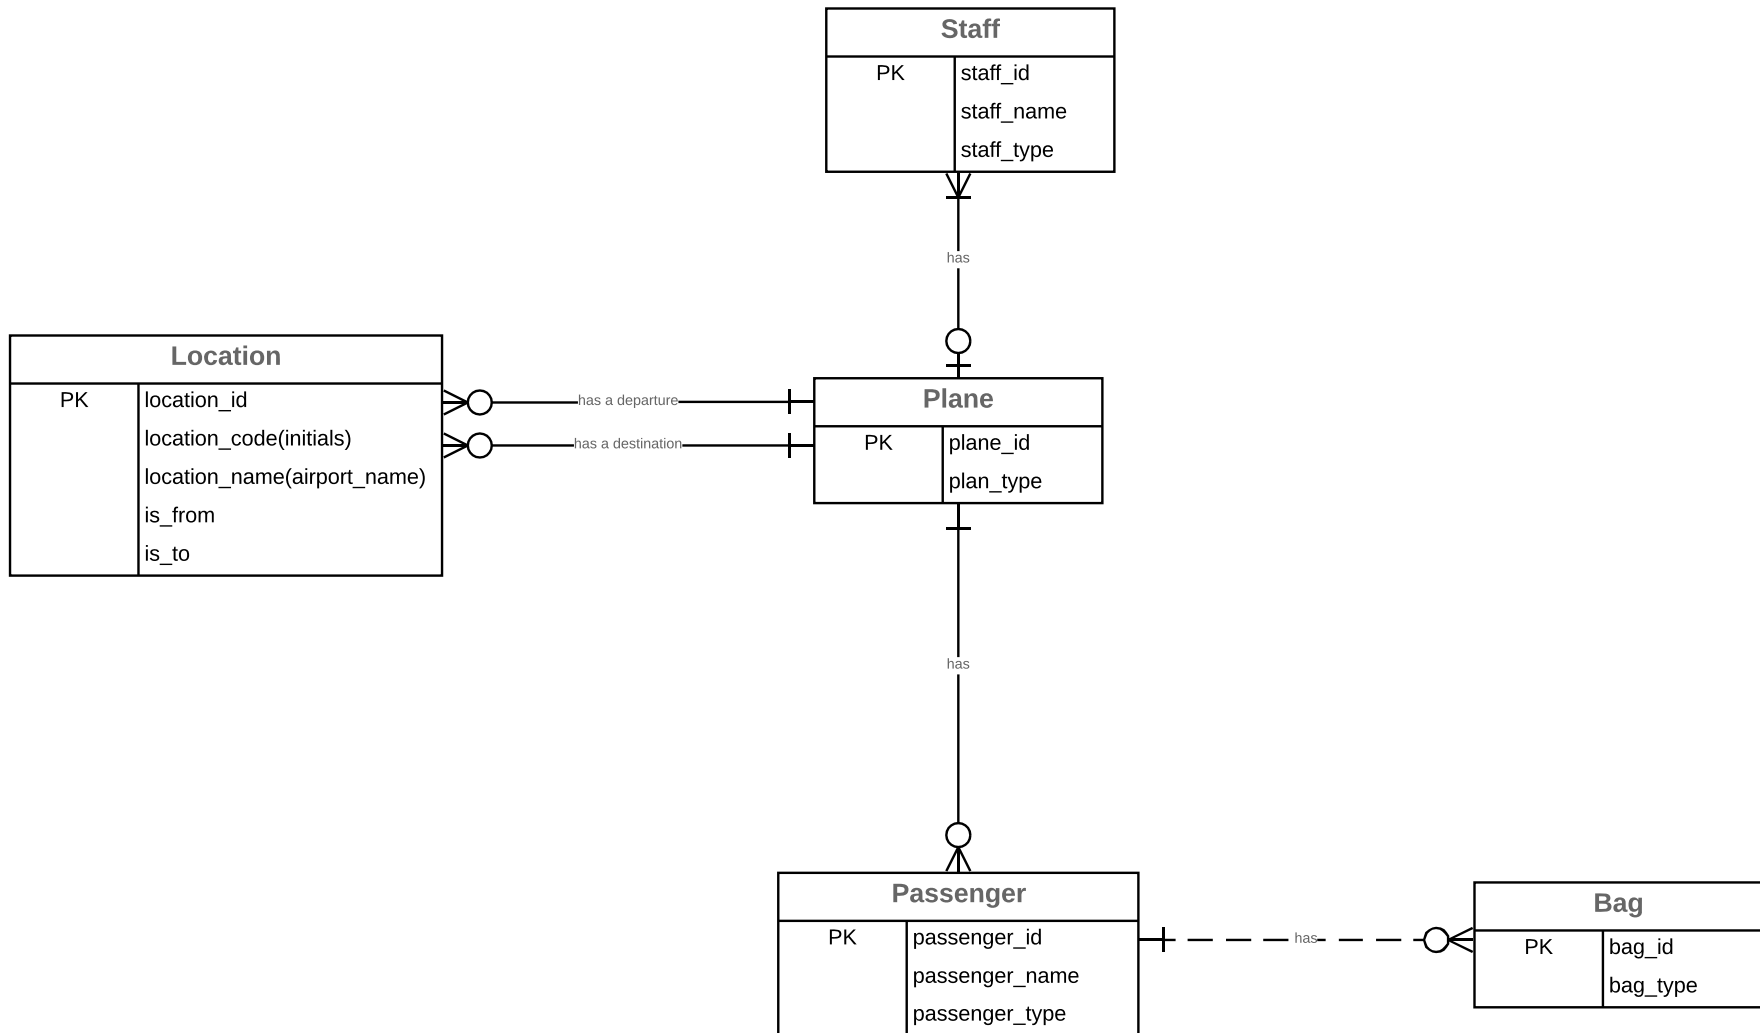 Staff
PK staff_id
staff_name
staff_type
has
Location
PK location_id
location_code(initials)
location_name(airport_name)
is_from
is_to
has a departure
has a destination
Plane
PK plane_id
plan_type
has
Passenger
PK passenger_id
passenger_name
passenger_type
has
Bag
PK bag_id
bag_type